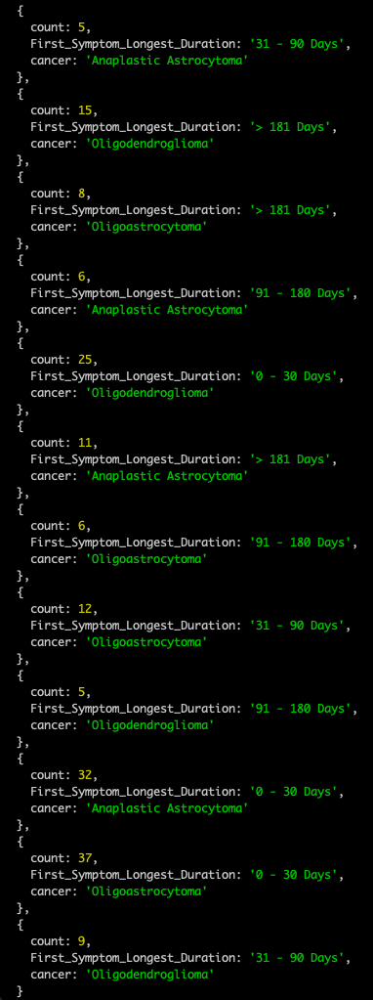 {
count: 5,
First_Symptom_Longest_Duration: '31 - 90 Days',
cancer: 'Anaplastic Astrocytoma'
},
{
count: 15,
First_Symptom_Longest_Duration: '> 181 Days',
cancer: 'Oligodendroglioma'
},
{
count: 8,
First_Symptom_Longest_Duration: '> 181 Days',
cancer: 'Oligoastrocytoma'
},
{
count: 6,
First_Symptom_Longest_Duration: '91 - 180 Days',
cancer: 'Anaplastic Astrocytoma'
},
{
count: 25,
First_Symptom_Longest_Duration: '0 - 30 Days',
cancer: 'Oligodendroglioma'
},
{
count: 11,
First_Symptom_Longest_Duration: '> 181 Days',
cancer: 'Anaplastic Astrocytoma'
},
{
count: 6,
First_Symptom_Longest_Duration: '91 - 180 Days',
cancer: 'Oligoastrocytoma'
},
{
count: 12,
First_Symptom_Longest_Duration: '31 - 90 Days',
cancer: 'Oligoastrocytoma'
},
{
count: 5,
First_Symptom_Longest_Duration: '91 - 180 Days',
cancer: 'Oligodendroglioma'
},
{
count: 32,
First_Symptom_Longest_Duration: '0 - 30 Days',
cancer: 'Anaplastic Astrocytoma'
},
{
count: 37,
First_Symptom_Longest_Duration: '0 - 30 Days',
cancer: 'Oligoastrocytoma'
},
{
count: 9,
First_Symptom_Longest_Duration: '31 - 90 Days',
cancer: 'Oligodendroglioma'
}